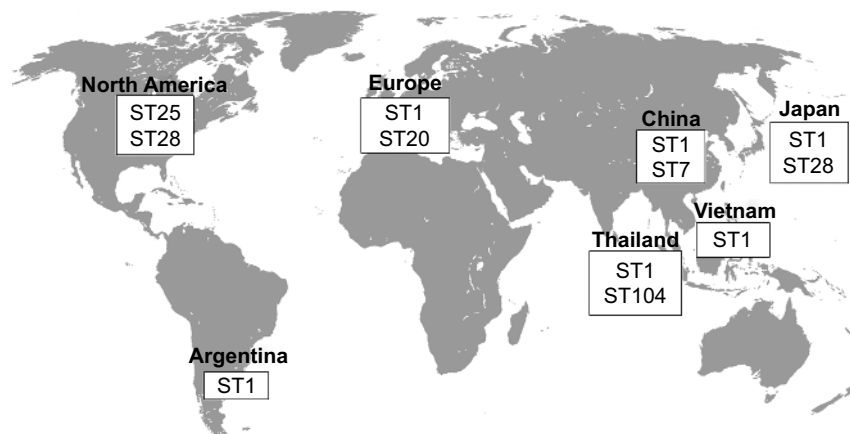 North America
ST25
ST28
Europe
ST1
ST20
China
ST1
ST7
Japan
ST1
ST28
Vietnam
ST1
Thailand
ST1
ST104
Argentina
ST1